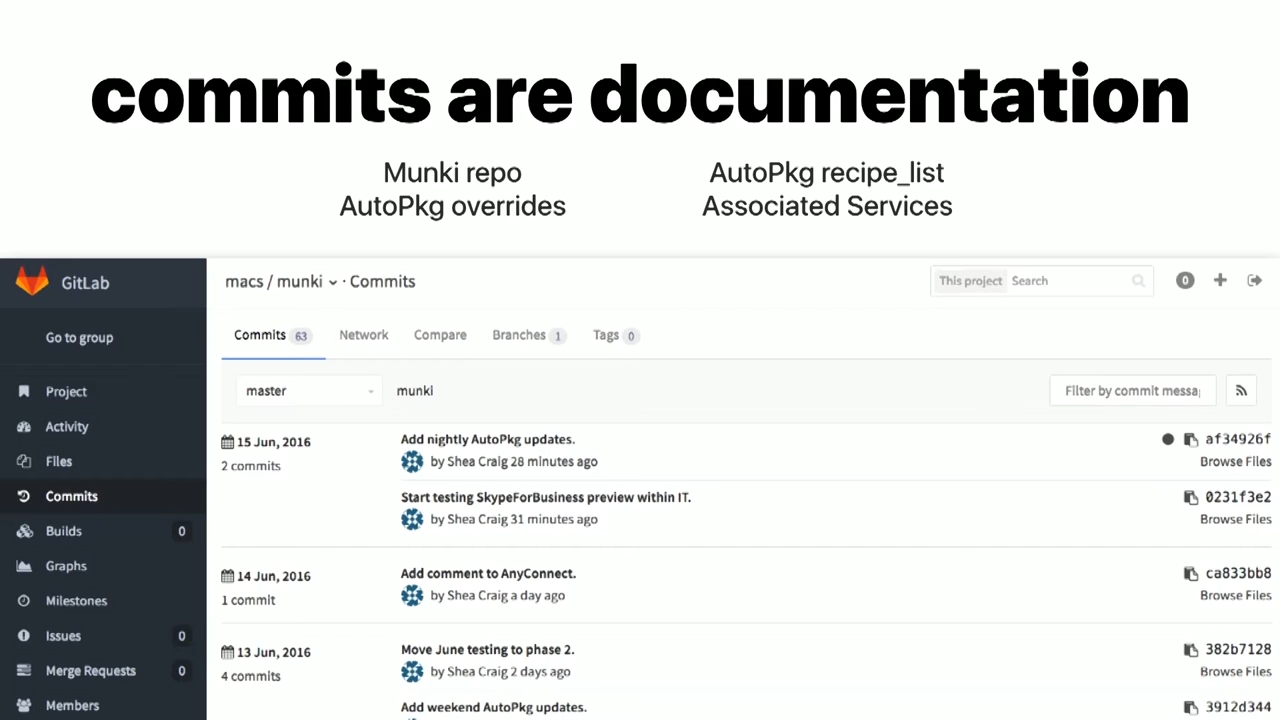 commits are documentation
Munki repo
AutoPkg overrides
AutoPkg recipe_list
Associated Services
GitLab
Go to group
Project
Activity
Files
Commits
Builds 0
Graphs
Milestones
Issues 0
Merge Requests 0
Members
macs / munki · Commits
This project Search
0
Commits 63 Network Compare Branches 1 Tags 0
master munki Filter by commit messa
15 Jun, 2016
2 commits
Add nightly AutoPkg updates. af34926f
by Shea Craig 28 minutes ago Browse Files
Start testing SkypeForBusiness preview within IT. 0231f3e2
by Shea Craig 31 minutes ago Browse Files
14 Jun, 2016
1 commit
Add comment to AnyConnect. ca833bb8
by Shea Craig a day ago Browse Files
13 Jun, 2016
4 commits
Move June testing to phase 2. 382b7128
by Shea Craig 2 days ago Browse Files
Add weekend AutoPkg updates. 3912d344